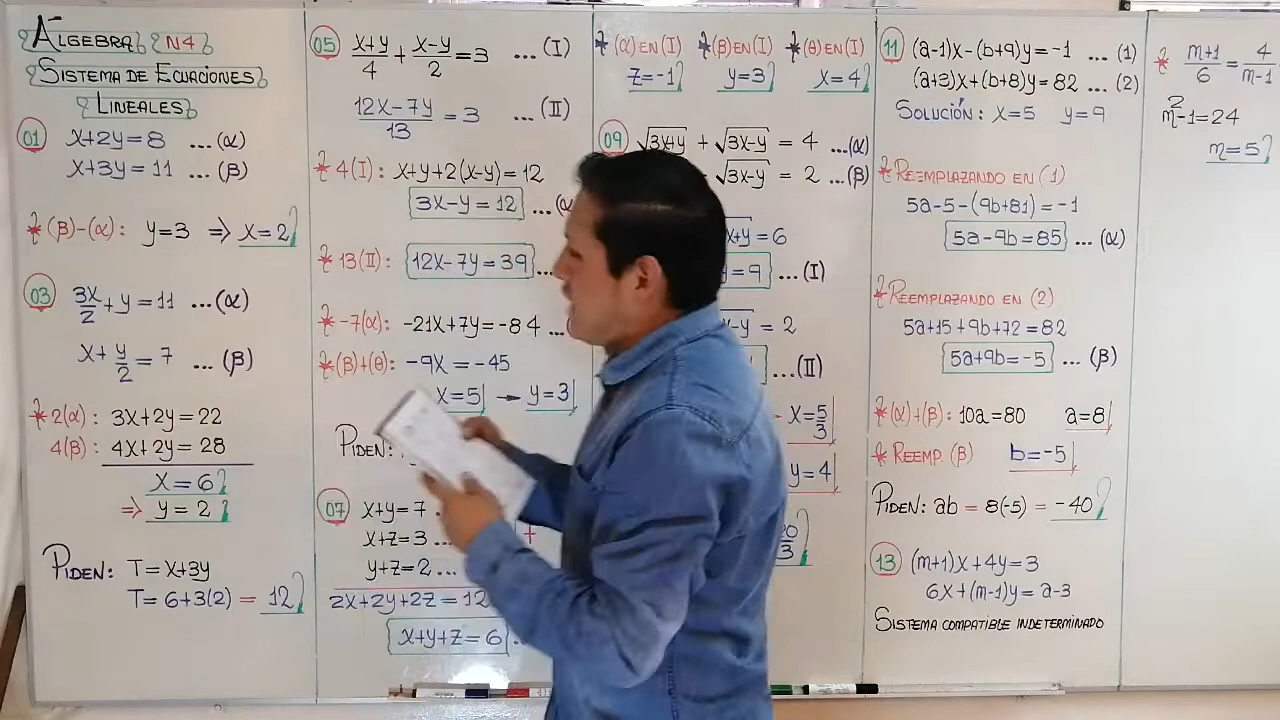 ÁLGEBRA N4
SISTEMA DE ECUACIONES
LINEALES
01 x+2y=8 ...(α)
x+3y=11 ...(β)
* (β)-(α): y=3 ⇒ x=2
03 3x/2 + y = 11 ...(α)
x + y/2 = 7 ...(β)
* 2(α): 3x+2y=22
4(β): 4x+2y=28
x=6
⇒ y=2
PIDEN: T=x+3y
T=6+3(2) = 12
05 x+y/4 + x-y/2 = 3 ...(I)
12x-7y/13 = 3 ...(II)
* 4(I): x+y+2(x-y)=12
3x-y=12 ...(α
* 13(II): 12x-7y=39 ...
* -7(α): -21x+7y=-84 ...
* (β)+(θ): -9x=-45
x=5 → y=3
PIDEN:
07 x+y=7
x+z=3 ... +
y+z=2 ...
2x+2y+2z=12
x+y+z=6
* (α) EN (I) * (β) EN (I) * (θ) EN (I)
z=-1 y=3 x=4
09 √3x+y + √3x-y = 4 ...(α)
√3x-y = 2 ...(β)
x+y=6
y=9 ...(I)
x-y = 2
...(II)
x=5/3
y=4
11 (a-1)x-(b+9)y=-1 ...(1)
(a+3)x+(b+8)y=82 ...(2)
SOLUCIÓN: x=5 y=9
* REEMPLAZANDO EN (1)
5a-5-(9b+81)=-1
5a-9b=85 ...(α)
* REEMPLAZANDO EN (2)
5a+15+9b+72=82
5a+9b=-5 ...(β)
* (α)+(β): 10a=80 a=8
* REEMP. (β) b=-5
PIDEN: ab = 8(-5) = -40
13 (m+1)x+4y=3
6x+(m-1)y=a-3
SISTEMA COMPATIBLE INDETERMINADO
* m+1/6 = 4/m-1
m²-1=24
m=5